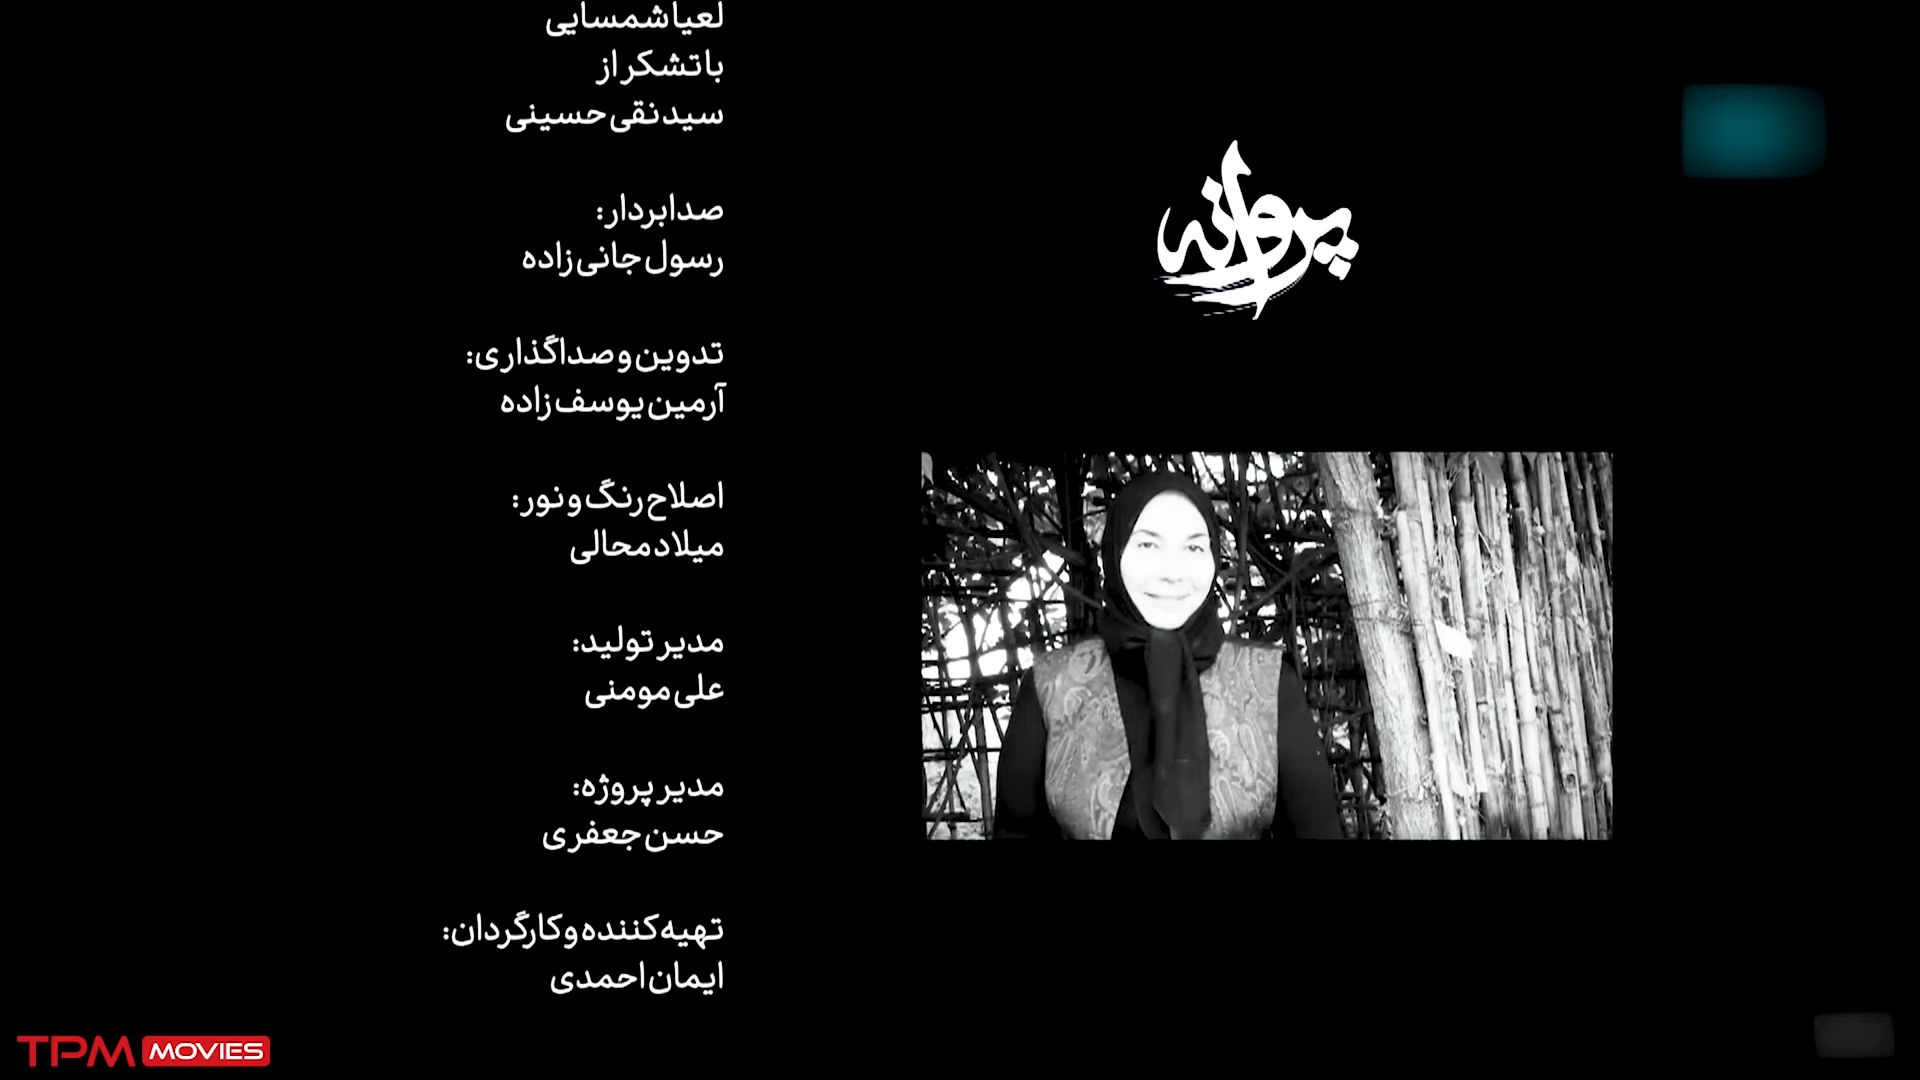 لعیا شمسایی
با تشکر از
سید نقی حسینی
صدابردار:
رسول جانی زاده
تدوین و صداگذاری:
آرمین یوسف زاده
اصلاح رنگ و نور:
میلاد محالی
مدیر تولید:
علی مومنی
مدیر پروژه:
حسن جعفری
تهیه کننده و کارگردان:
ایمان احمدی
پروانه
TPM MOVIES